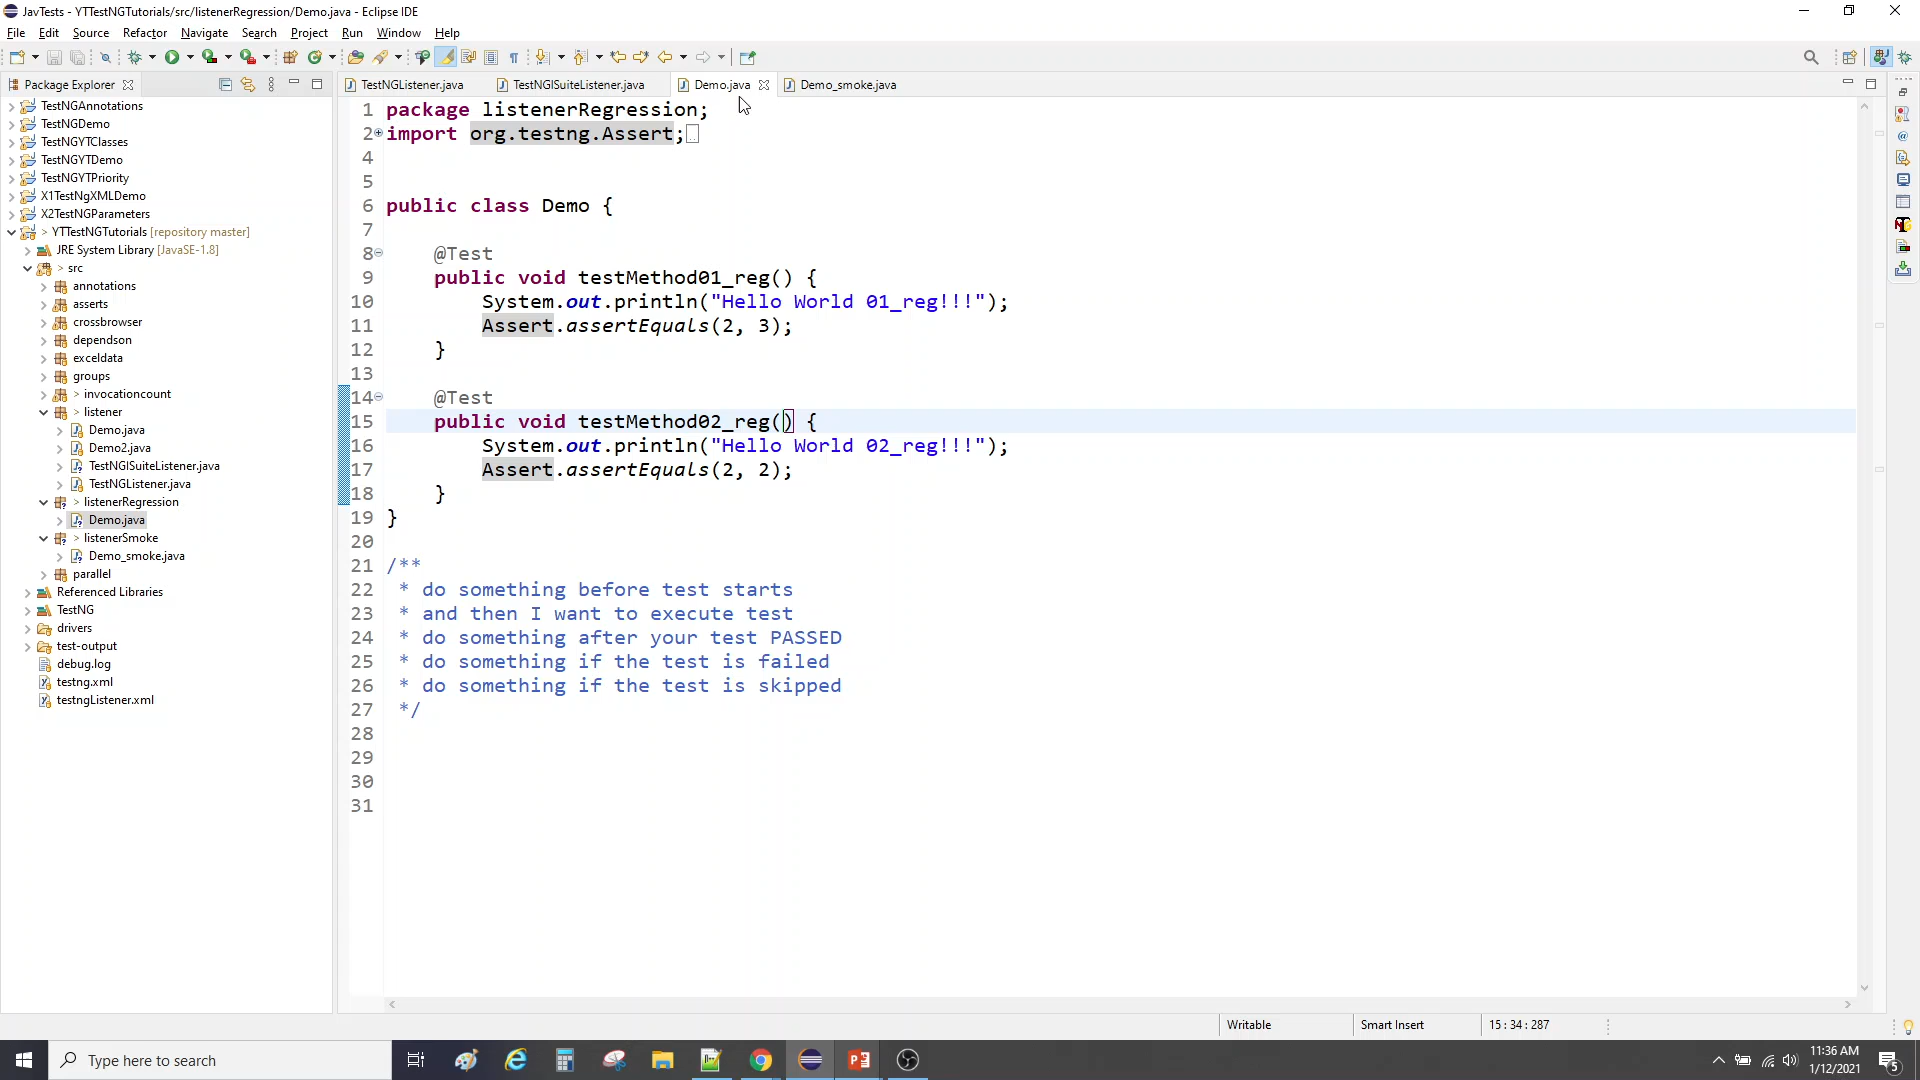 JavTests - YTTestNGTutorials/src/listenerRegression/Demo.java - Eclipse IDE
File Edit Source Refactor Navigate Search Project Run Window Help
Package Explorer
TestNGAnnotations
TestNGDemo
TestNGYTClasses
TestNGYTDemo
TestNGYTPriority
X1TestNgXMLDemo
X2TestNGParameters
> YTTestNGTutorials [repository master]
JRE System Library [JavaSE-1.8]
> src
annotations
asserts
crossbrowser
dependson
exceldata
groups
> invocationcount
> listener
Demo.java
Demo2.java
TestNGISuiteListener.java
TestNGListener.java
> listenerRegression
Demo.java
> listenerSmoke
Demo_smoke.java
parallel
Referenced Libraries
TestNG
drivers
test-output
debug.log
testng.xml
testngListener.xml
TestNGListener.java TestNGISuiteListener.java Demo.java Demo_smoke.java
1 package listenerRegression;
2 import org.testng.Assert;
4
5
6 public class Demo {
7
8 @Test
9 public void testMethod01_reg() {
10 System.out.println("Hello World 01_reg!!!");
11 Assert.assertEquals(2, 3);
12 }
13
14 @Test
15 public void testMethod02_reg() {
16 System.out.println("Hello World 02_reg!!!");
17 Assert.assertEquals(2, 2);
18 }
19 }
20
21 /**
22 * do something before test starts
23 * and then I want to execute test
24 * do something after your test PASSED
25 * do something if the test is failed
26 * do something if the test is skipped
27 */
28
29
30
31
Writable Smart Insert 15 : 34 : 287
Type here to search
11:36 AM
1/12/2021
5